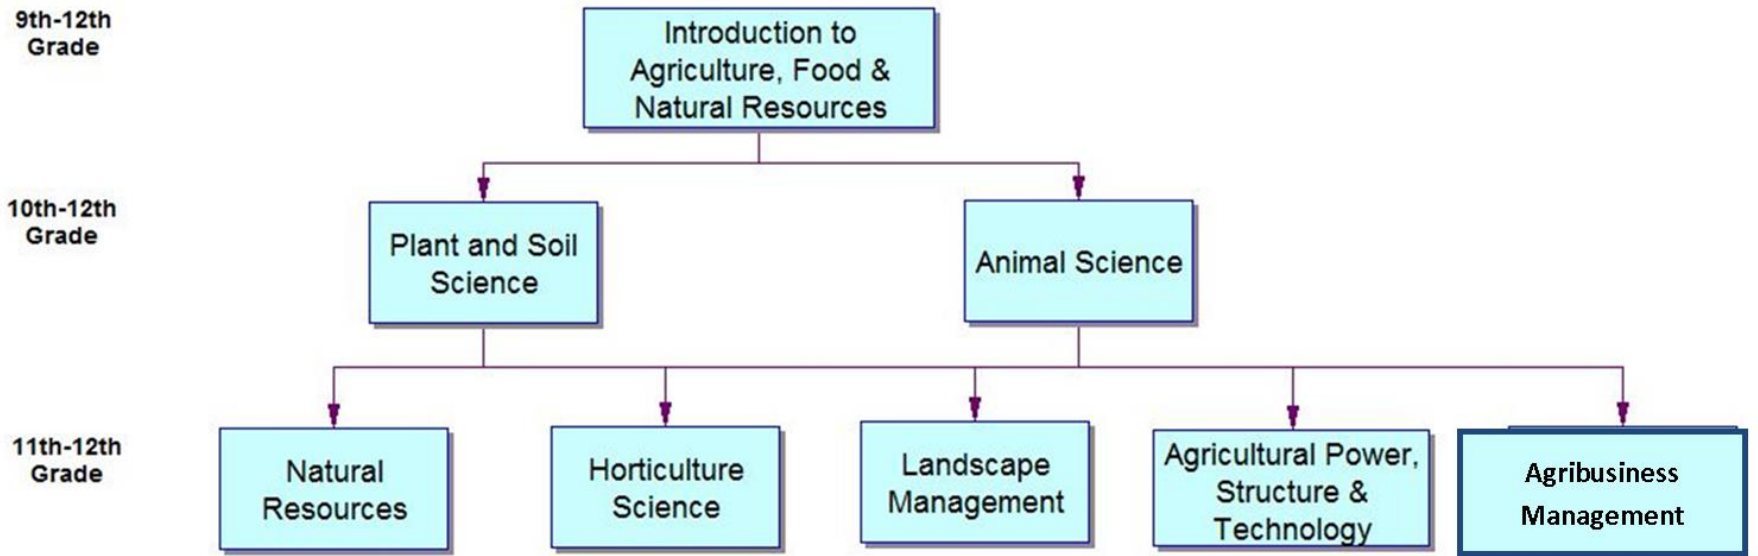 9th-12th
Grade
Introduction to
Agriculture, Food &
Natural Resources
10th-12th
Grade
Plant and Soil
Science
Animal Science
11th-12th
Grade
Natural
Resources
Horticulture
Science
Landscape
Management
Agricultural Power,
Structure &
Technology
Agribusiness
Management